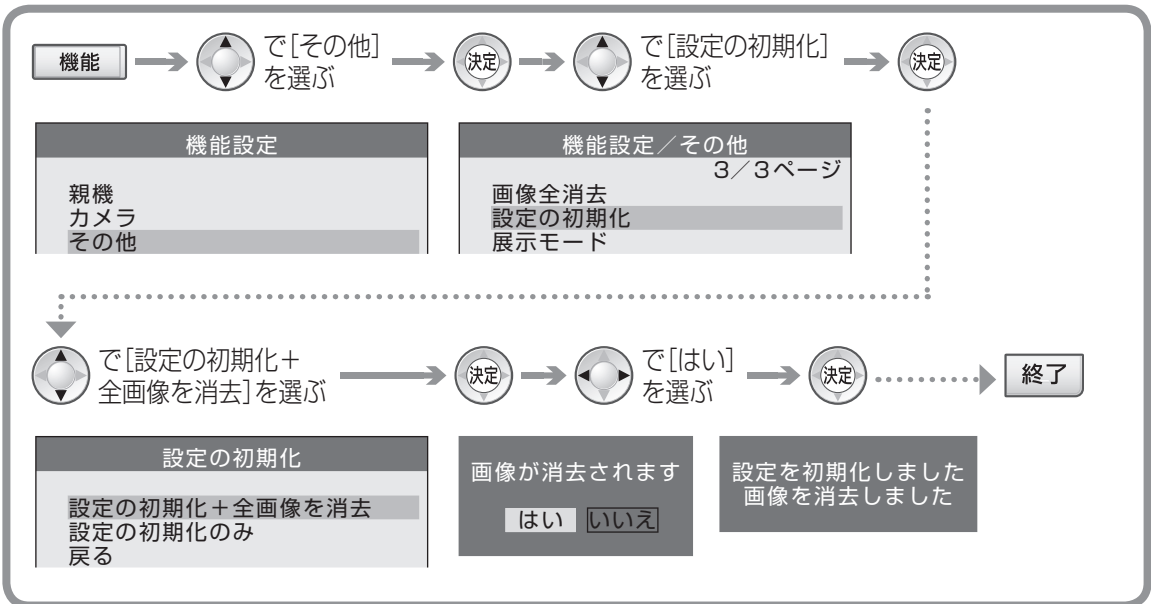 機能
で[その他]
を選ぶ
決定
で[設定の初期化]
を選ぶ
決定
機能設定
親機
カメラ
その他
機能設定／その他
3／3ページ
画像全消去
設定の初期化
展示モード
で[設定の初期化＋
全画像を消去]を選ぶ
決定
で[はい]
を選ぶ
決定
終了
設定の初期化
設定の初期化＋全画像を消去
設定の初期化のみ
戻る
画像が消去されます
はい いいえ
設定を初期化しました
画像を消去しました